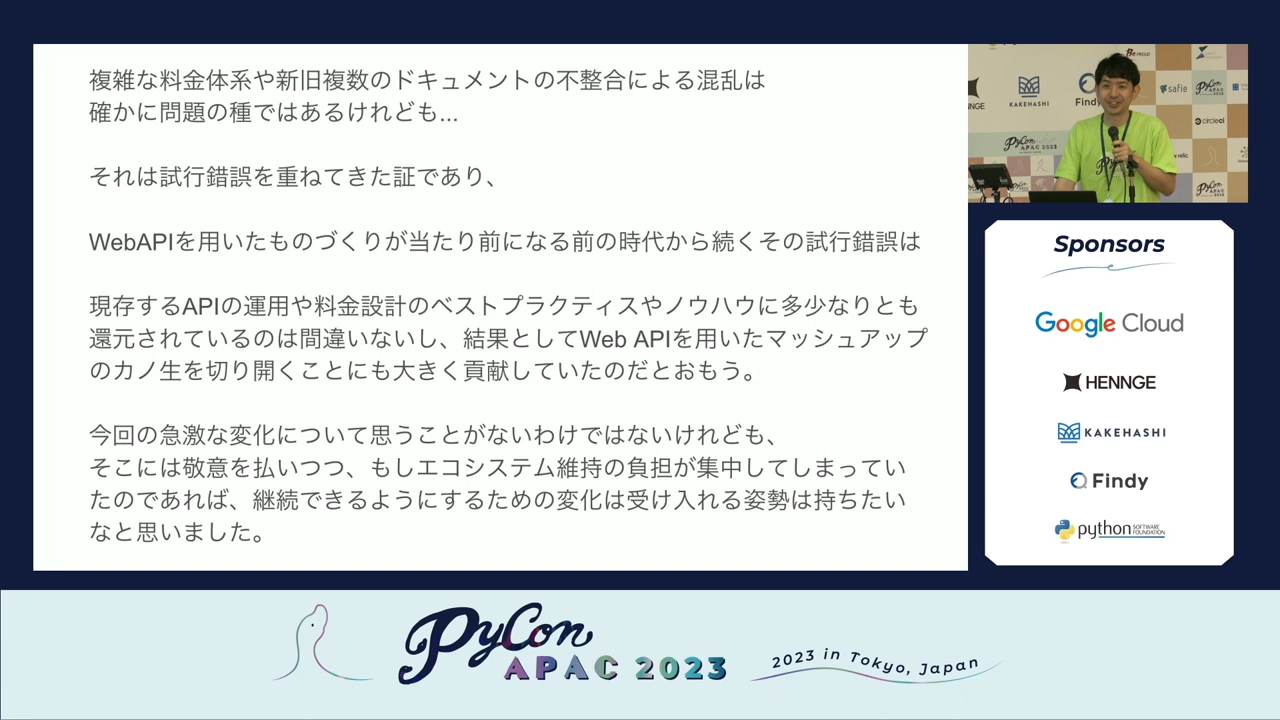 複雑な料金体系や新旧複数のドキュメントの不整合による混乱は
確かに問題の種ではあるけれども...
それは試行錯誤を重ねてきた証であり、
WebAPIを用いたものづくりが当たり前になる前の時代から続くその試行錯誤は
現存するAPIの運用や料金設計のベストプラクティスやノウハウに多少なりとも
還元されているのは間違いないし、結果としてWeb APIを用いたマッシュアップ
のカノ生を切り開くことにも大きく貢献していたのだとおもう。
今回の急激な変化について思うことがないわけではないけれども、
そこには敬意を払いつつ、もしエコシステム維持の負担が集中してしまってい
たのであれば、継続できるようにするための変化は受け入れる姿勢は持ちたい
なと思いました。
Be PROUD
KAKEHASHI
Findy
safie
PyCon
APAC 2023
circleci
PyCon
APAC 2023
relic
PyCon
PyCon
Sponsors
Google Cloud
HENNGE
KAKEHASHI
Findy
python SOFTWARE
FOUNDATION
PyCon
APAC 2023
2023 in Tokyo, Japan